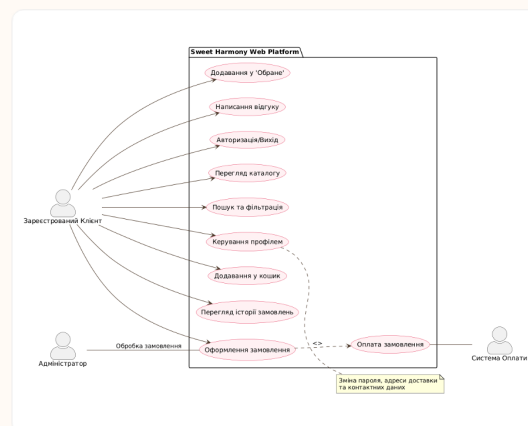 Sweet Harmony Web Platform
Додавання у 'Обране'
Написання відгуку
Авторизація/Вихід
Перегляд каталогу
Пошук та фільтрація
Зареєстрований Клієнт
Керування профілем
Додавання у кошик
Перегляд історії замовлень
Обробка замовлення
Оформлення замовлення
<>
Оплата замовлення
Адміністратор
Система Оплати
Зміна пароля, адреси доставки
та контактних даних